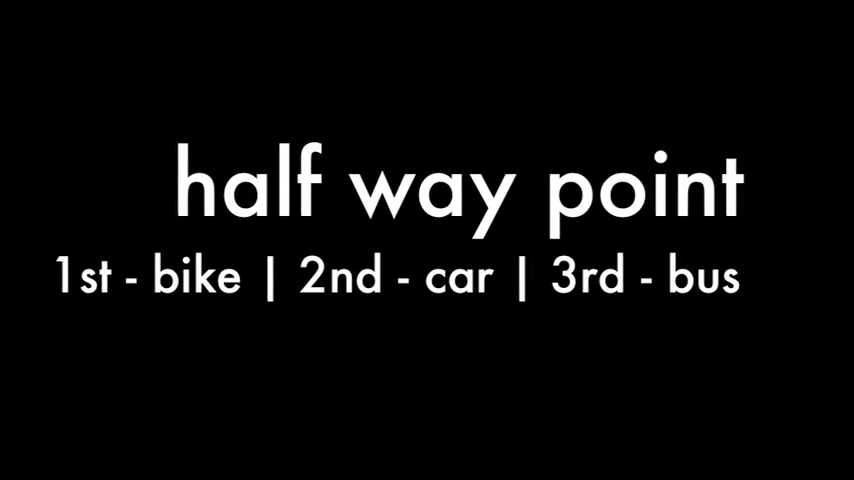 half way point
1st - bike | 2nd - car | 3rd - bus